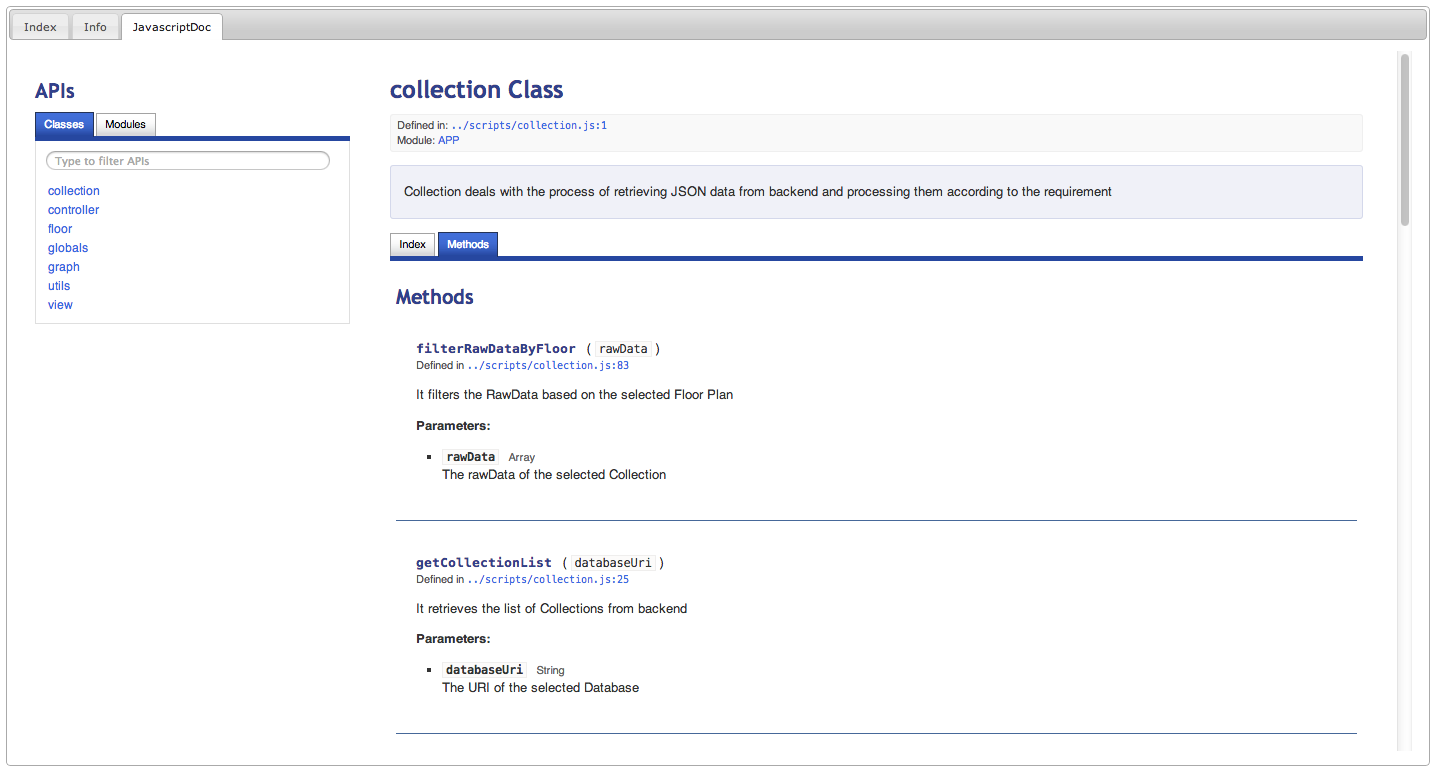 Index Info JavascriptDoc
APIs
Classes Modules
Type to filter APIs
collection
controller
floor
globals
graph
utils
view
collection Class
Defined in: ../scripts/collection.js:1
Module: APP
Collection deals with the process of retrieving JSON data from backend and processing them according to the requirement
Index Methods
Methods
filterRawDataByFloor ( rawData )
Defined in ../scripts/collection.js:83
It filters the RawData based on the selected Floor Plan
Parameters:
▪ rawData Array
The rawData of the selected Collection
getCollectionList ( databaseUri )
Defined in ../scripts/collection.js:25
It retrieves the list of Collections from backend
Parameters:
▪ databaseUri String
The URI of the selected Database